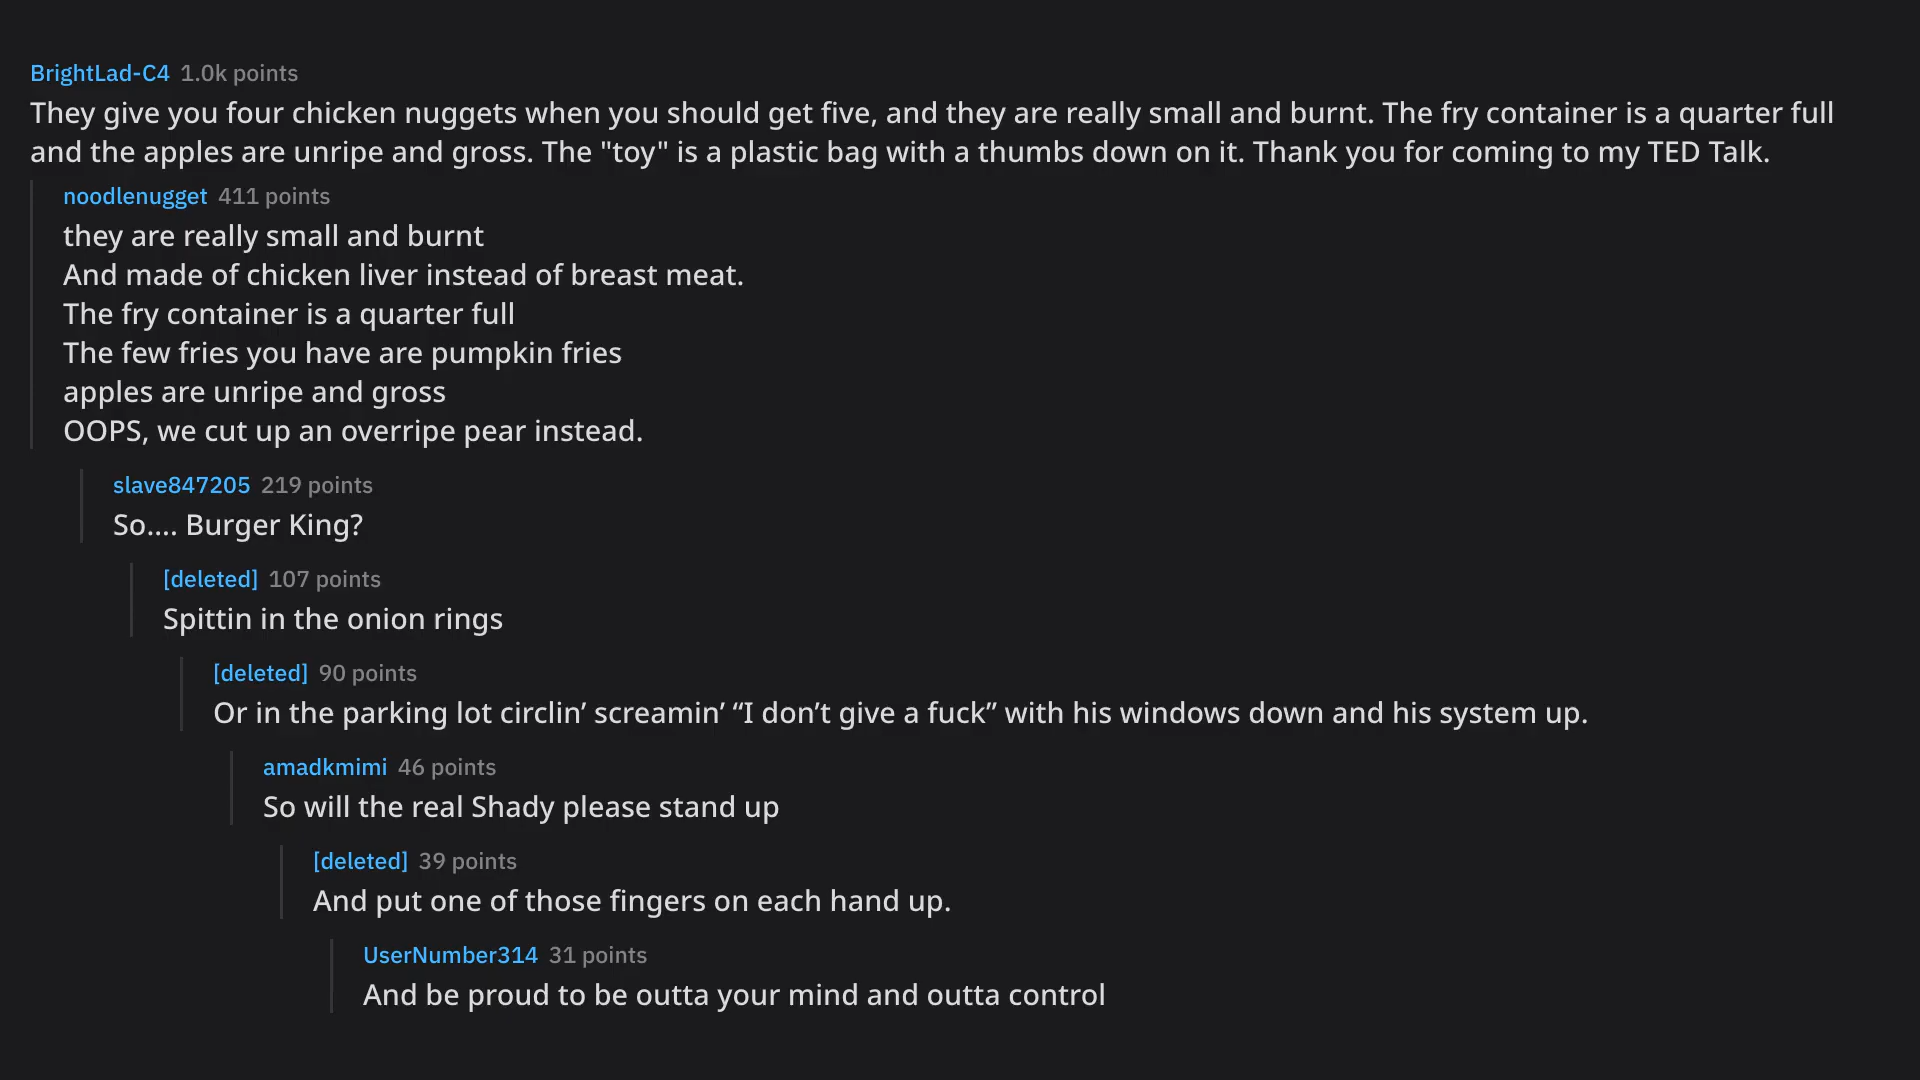 BrightLad-C4 1.0k points
They give you four chicken nuggets when you should get five, and they are really small and burnt. The fry container is a quarter full
and the apples are unripe and gross. The "toy" is a plastic bag with a thumbs down on it. Thank you for coming to my TED Talk.
noodlenugget 411 points
they are really small and burnt
And made of chicken liver instead of breast meat.
The fry container is a quarter full
The few fries you have are pumpkin fries
apples are unripe and gross
OOPS, we cut up an overripe pear instead.
slave847205 219 points
So.... Burger King?
[deleted] 107 points
Spittin in the onion rings
[deleted] 90 points
Or in the parking lot circlin’ screamin’ “I don’t give a fuck” with his windows down and his system up.
amadkmimi 46 points
So will the real Shady please stand up
[deleted] 39 points
And put one of those fingers on each hand up.
UserNumber314 31 points
And be proud to be outta your mind and outta control